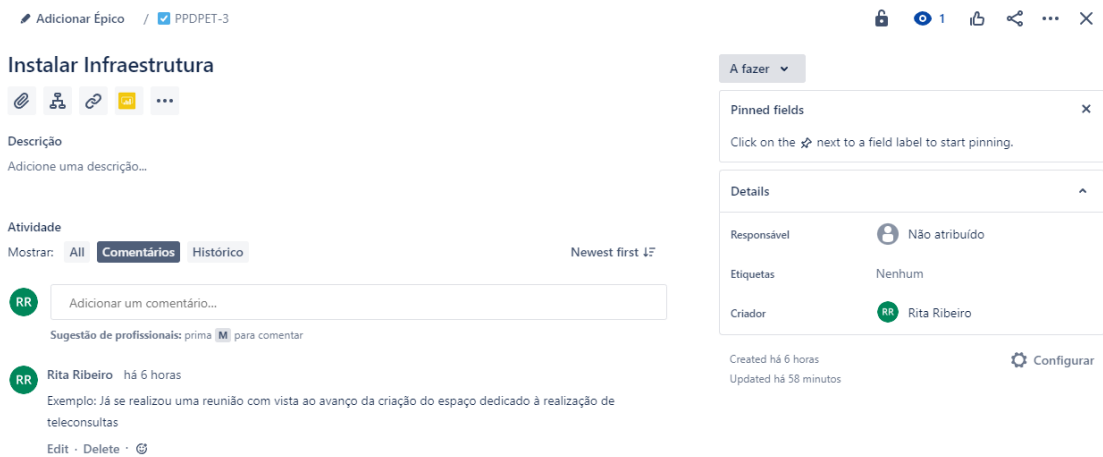 Adicionar Épico / PPDPET-3
1
Instalar Infraestrutura
A fazer
Pinned fields
Click on the next to a field label to start pinning.
Descrição
Adicione uma descrição...
Details
Responsável Não atribuído
Etiquetas Nenhum
Criador RR Rita Ribeiro
Created há 6 horas
Updated há 58 minutos
Configurar
Atividade
Mostrar: All Comentários Histórico Newest first
RR Adicionar um comentário...
Sugestão de profissionais: prima M para comentar
RR Rita Ribeiro há 6 horas
Exemplo: Já se realizou uma reunião com vista ao avanço da criação do espaço dedicado à realização de
teleconsultas
Edit · Delete ·